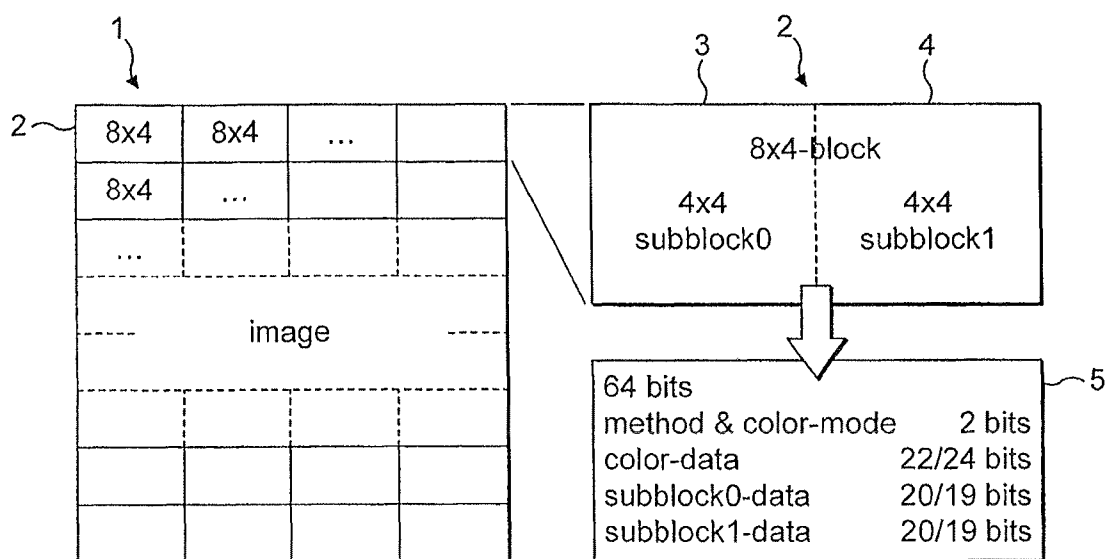 1
2
8x4 8x4 ...
8x4 ...
...
image
3 2 4
8x4-block
4x4 4x4
subblock0 subblock1
5
64 bits
method & color-mode 2 bits
color-data 22/24 bits
subblock0-data 20/19 bits
subblock1-data 20/19 bits